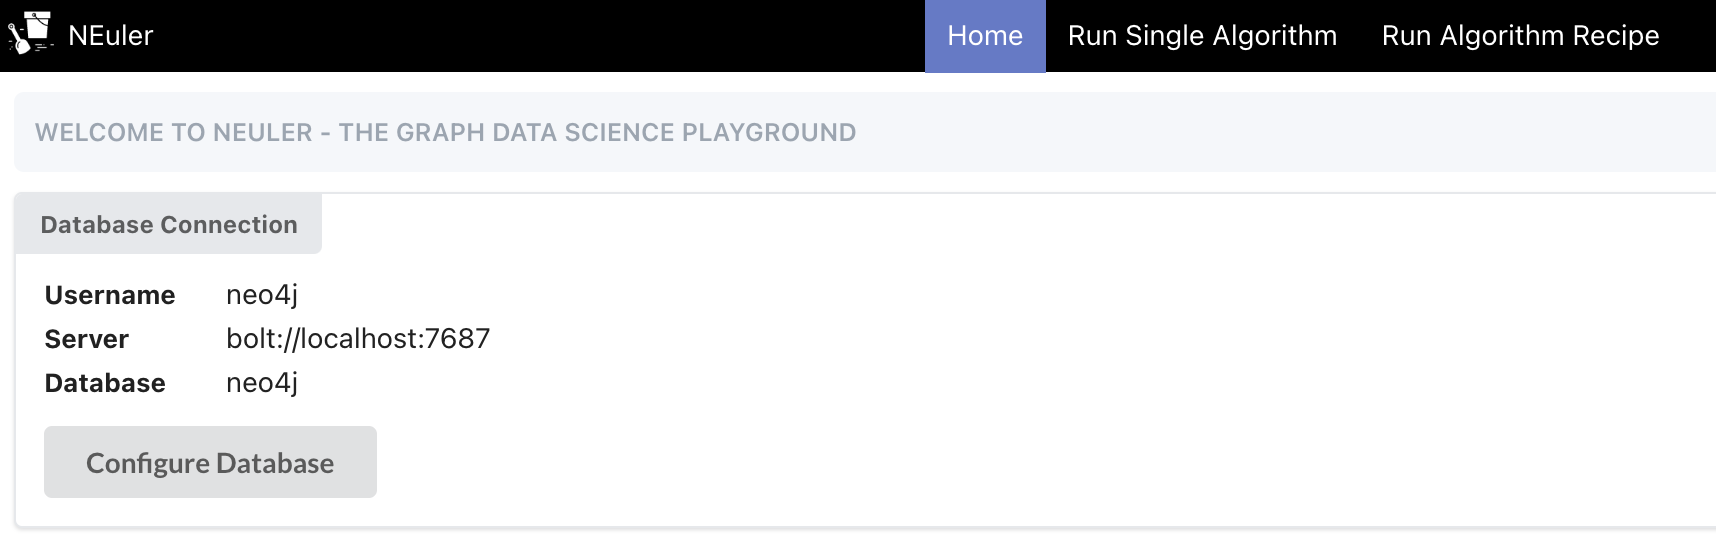 NEuler Home Run Single Algorithm Run Algorithm Recipe
WELCOME TO NEULER - THE GRAPH DATA SCIENCE PLAYGROUND
Database Connection
Username neo4j
Server bolt://localhost:7687
Database neo4j
Configure Database